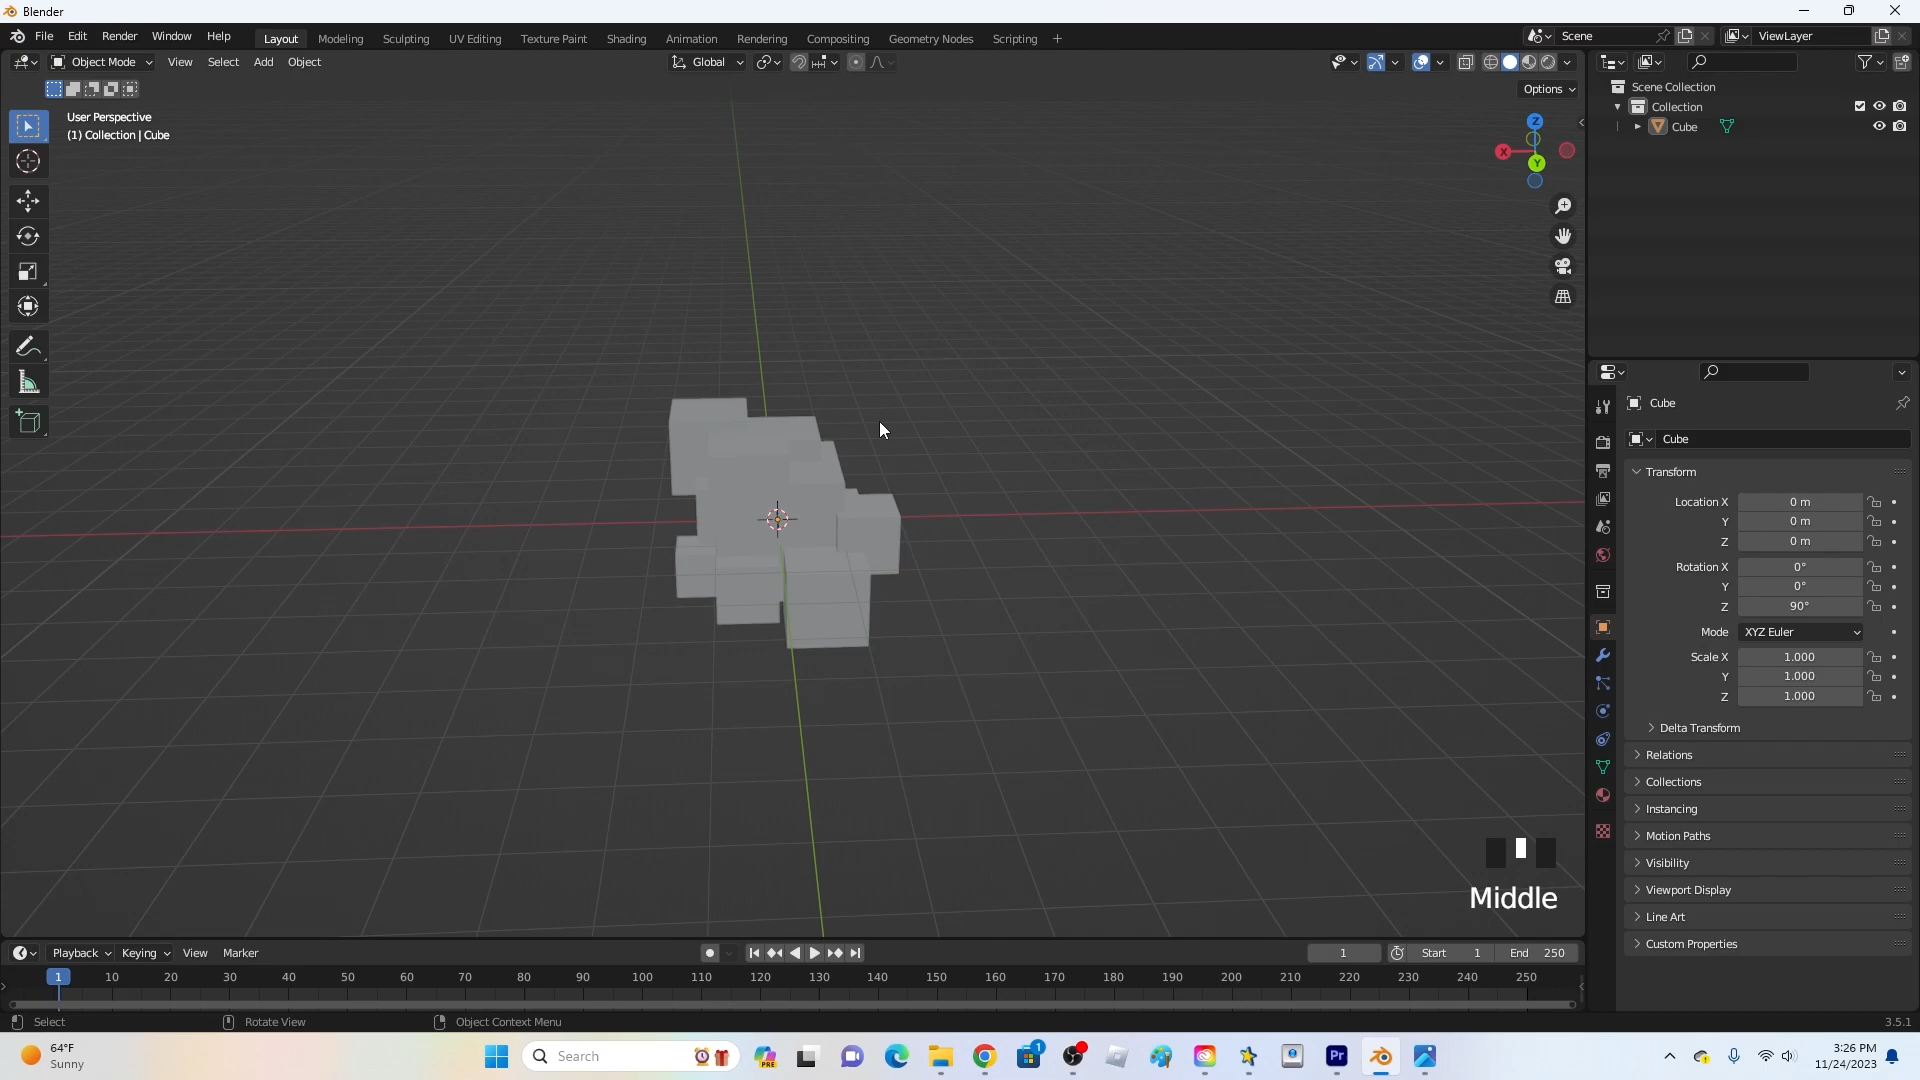 Blender
File Edit Render Window Help Layout Modeling Sculpting UV Editing Texture Paint Shading Animation Rendering Compositing Geometry Nodes Scripting + Scene ViewLayer
Object Mode View Select Add Object Global
Options
User Perspective
(1) Collection | Cube
Z
X
Y
Scene Collection
Collection
Cube
Cube
Cube
Transform
Location X 0 m
Y 0 m
Z 0 m
Rotation X 0°
Y 0°
Z 90°
Mode XYZ Euler
Scale X 1.000
Y 1.000
Z 1.000
Delta Transform
Relations
Collections
Instancing
Motion Paths
Visibility
Viewport Display
Line Art
Custom Properties
Middle
Playback Keying View Marker 1 Start 1 End 250
1 10 20 30 40 50 60 70 80 90 100 110 120 130 140 150 160 170 180 190 200 210 220 230 240 250
Select Rotate View Object Context Menu 3.5.1
64°F
Sunny
Search
PRE
1
Pr
3:26 PM
11/24/2023